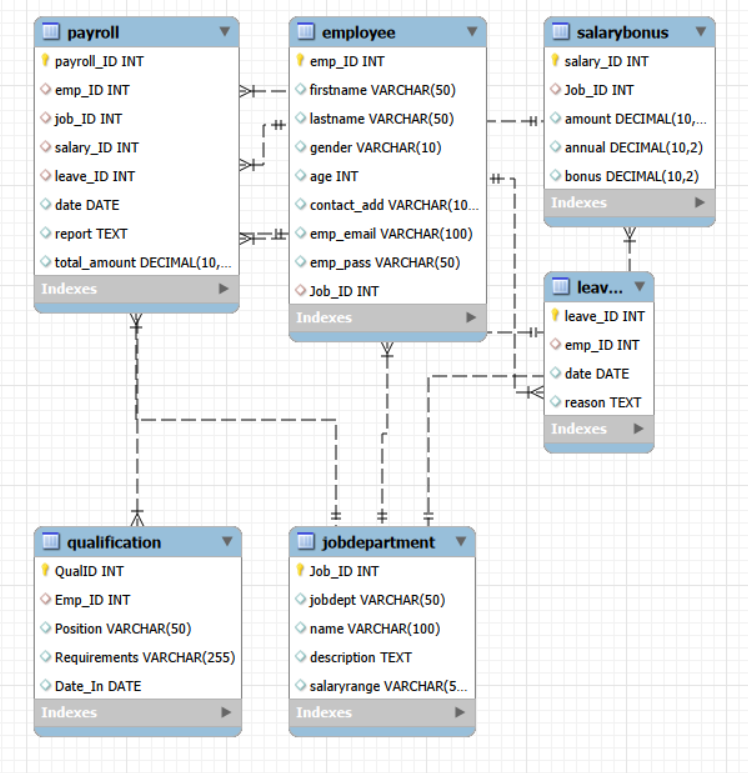 payroll
payroll_ID INT
emp_ID INT
job_ID INT
salary_ID INT
leave_ID INT
date DATE
report TEXT
total_amount DECIMAL(10,...
Indexes
employee
emp_ID INT
firstname VARCHAR(50)
lastname VARCHAR(50)
gender VARCHAR(10)
age INT
contact_add VARCHAR(10...
emp_email VARCHAR(100)
emp_pass VARCHAR(50)
Job_ID INT
Indexes
salarybonus
salary_ID INT
Job_ID INT
amount DECIMAL(10,...
annual DECIMAL(10,2)
bonus DECIMAL(10,2)
Indexes
leav...
leave_ID INT
emp_ID INT
date DATE
reason TEXT
Indexes
qualification
QualID INT
Emp_ID INT
Position VARCHAR(50)
Requirements VARCHAR(255)
Date_In DATE
Indexes
jobdepartment
Job_ID INT
jobdept VARCHAR(50)
name VARCHAR(100)
description TEXT
salaryrange VARCHAR(5...
Indexes